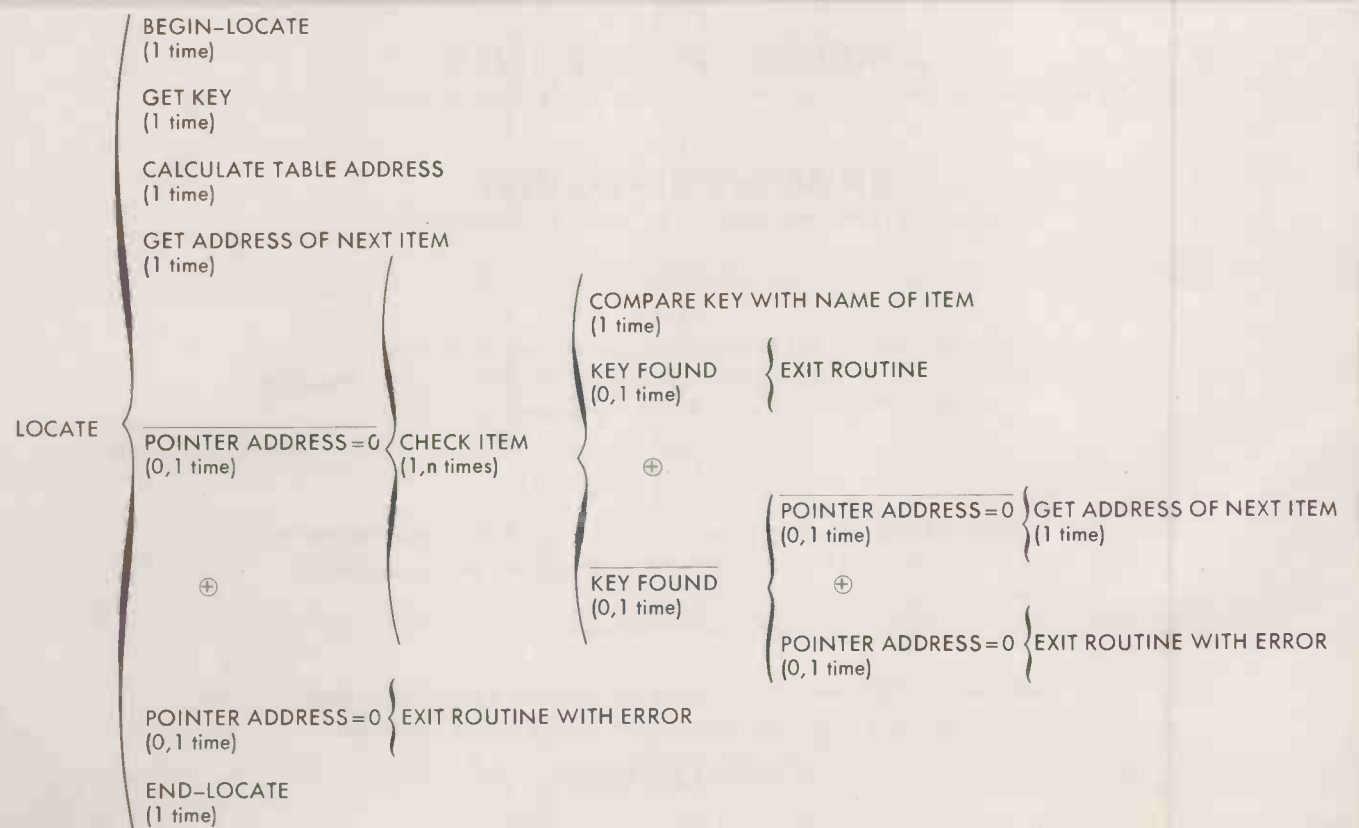 BEGIN–LOCATE
(1 time)
GET KEY
(1 time)
CALCULATE TABLE ADDRESS
(1 time)
GET ADDRESS OF NEXT ITEM
(1 time)
COMPARE KEY WITH NAME OF ITEM
(1 time)
KEY FOUND
(0,1 time)
EXIT ROUTINE
LOCATE
POINTER ADDRESS=0
(0,1 time)
CHECK ITEM
(1,n times)
⊕
POINTER ADDRESS=0
(0,1 time)
GET ADDRESS OF NEXT ITEM
(1 time)
⊕
KEY FOUND
(0,1 time)
⊕
POINTER ADDRESS=0
(0,1 time)
EXIT ROUTINE WITH ERROR
POINTER ADDRESS=0
(0,1 time)
EXIT ROUTINE WITH ERROR
END–LOCATE
(1 time)